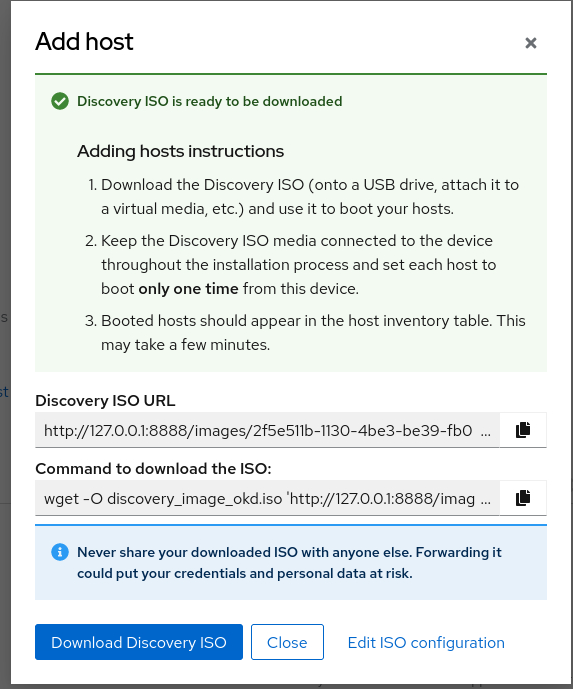 Add host
Discovery ISO is ready to be downloaded
Adding hosts instructions
1. Download the Discovery ISO (onto a USB drive, attach it to
a virtual media, etc.) and use it to boot your hosts.
2. Keep the Discovery ISO media connected to the device
throughout the installation process and set each host to
boot only one time from this device.
3. Booted hosts should appear in the host inventory table. This
may take a few minutes.
Discovery ISO URL
http://127.0.0.1:8888/images/2f5e511b-1130-4be3-be39-fb0 ...
Command to download the ISO:
wget -O discovery_image_okd.iso 'http://127.0.0.1:8888/imag ...
Never share your downloaded ISO with anyone else. Forwarding it
could put your credentials and personal data at risk.
Download Discovery ISO
Close
Edit ISO configuration